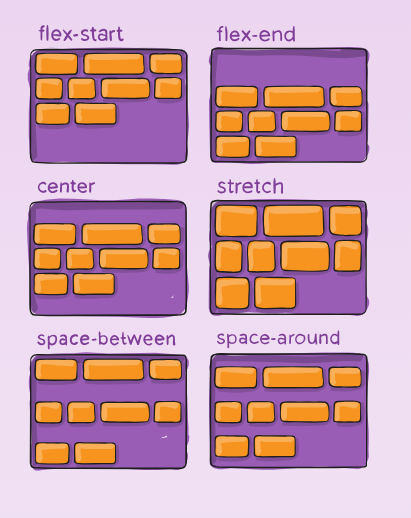 flex-start
flex-end
center
stretch
space-between
space-around